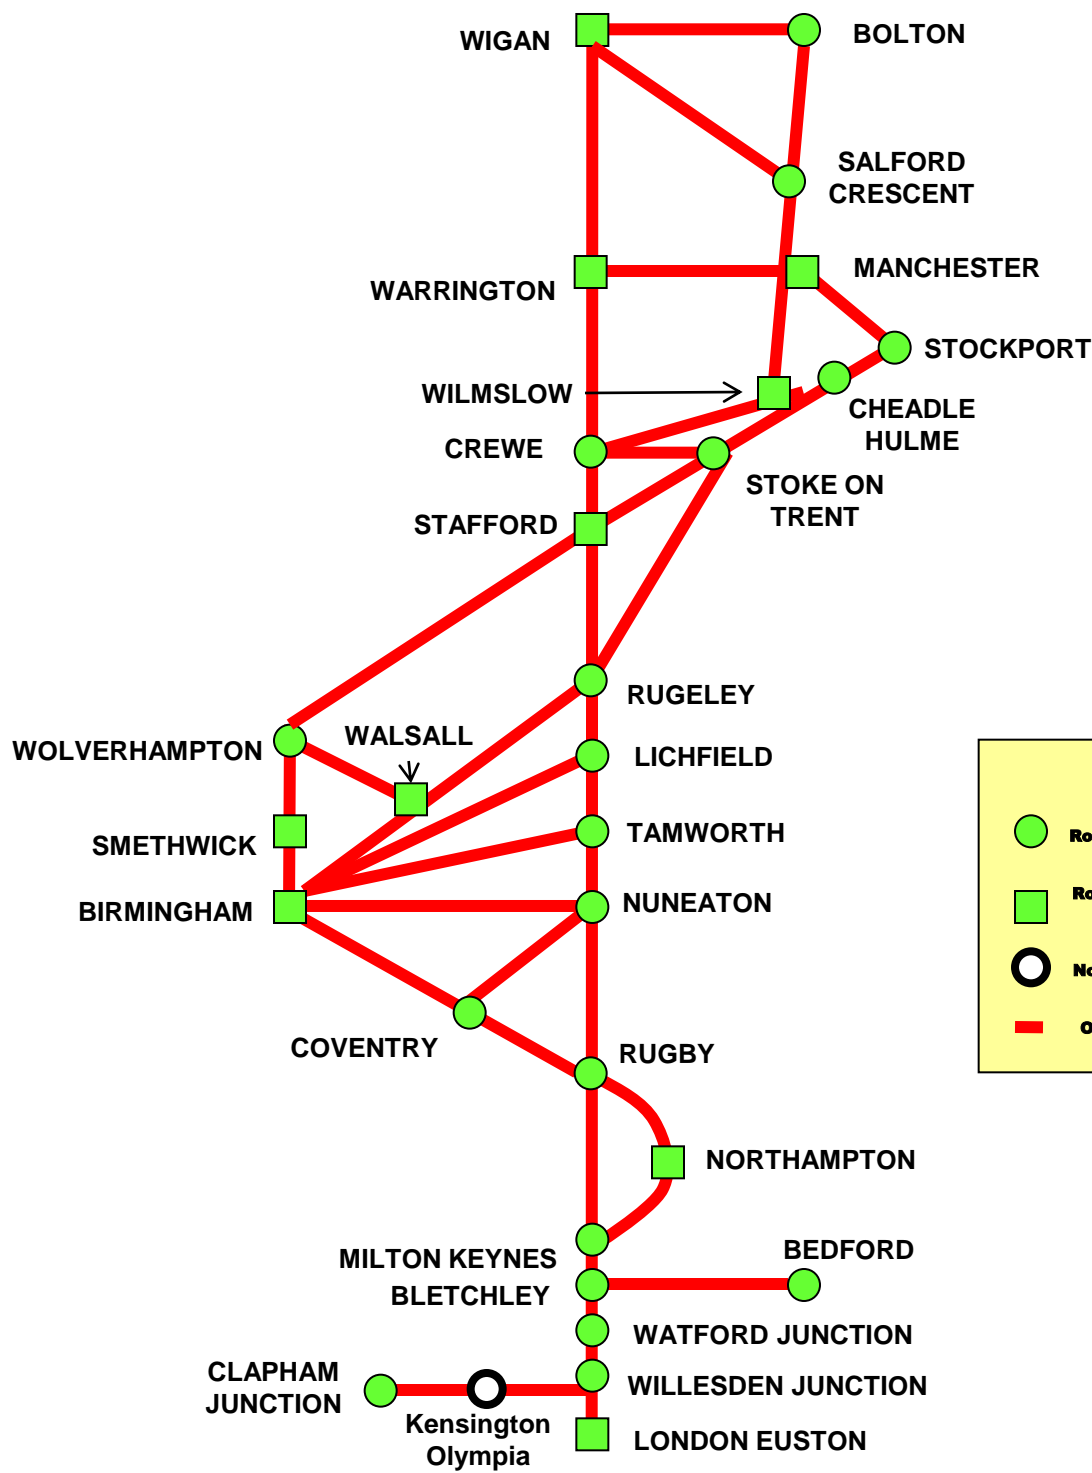 WIGAN
BOLTON
SALFORD
CRESCENT
MANCHESTER
WARRINGTON
STOCKPORT
WILMSLOW
CHEADLE
HULME
CREWE
STOKE ON
TRENT
STAFFORD
RUGELEY
WALSALL
WOLVERHAMPTON
LICHFIELD
TAMWORTH
SMETHWICK
BIRMINGHAM
NUNEATON
COVENTRY
RUGBY
NORTHAMPTON
MILTON KEYNES
BEDFORD
BLETCHLEY
WATFORD JUNCTION
CLAPHAM
JUNCTION
WILLESDEN JUNCTION
Kensington
Olympia
LONDON EUSTON